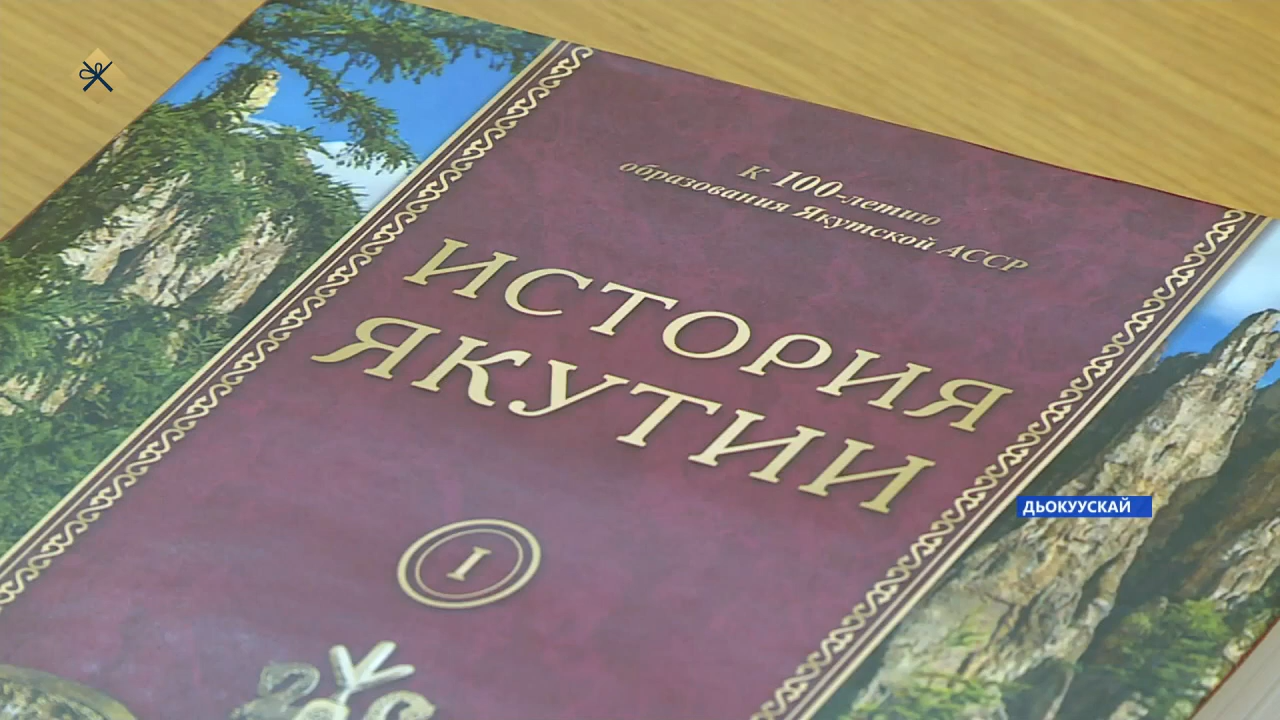 К 100-летию
образования Якутской АССР
ИСТОРИЯ
ЯКУТИИ
I
ДЬОКУУСКАЙ